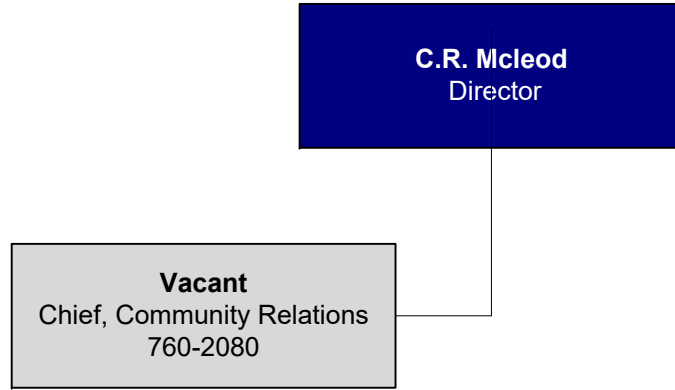 C.R. Mcleod
Director
Vacant
Chief, Community Relations
760-2080